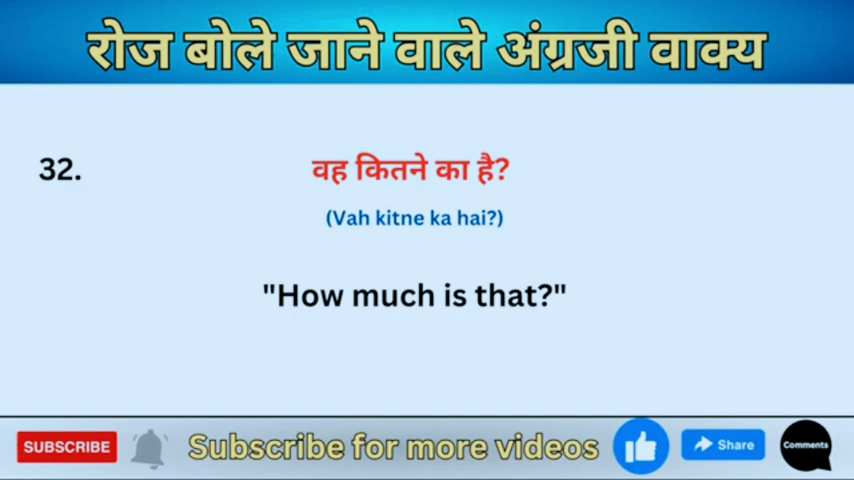 रोज बोले जाने वाले अंग्रजी वाक्य
32. वह कितने का है?
(Vah kitne ka hai?)
"How much is that?"
SUBSCRIBE Subscribe for more videos Share Comments